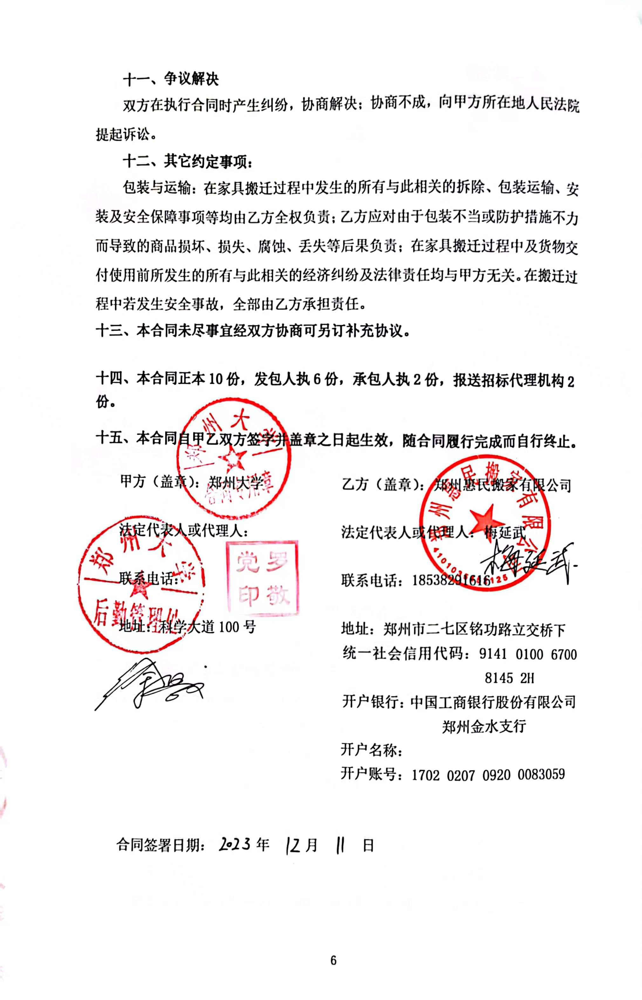 十一、争议解决
双方在执行合同时产生纠纷，协商解决；协商不成，向甲方所在地人民法院
提起诉讼。
十二、其它约定事项：
包装与运输：在家具搬迁过程中发生的所有与此相关的拆除、包装运输、安
装及安全保障事项等均由乙方全权负责；乙方应对由于包装不当或防护措施不力
而导致的商品损坏、损失、腐蚀、丢失等后果负责；在家具搬迁过程中及货物交
付使用前所发生的所有与此相关的经济纠纷及法律责任均与甲方无关。在搬迁过
程中若发生安全事故，全部由乙方承担责任。
十三、本合同未尽事宜经双方协商可另订补充协议。
十四、本合同正本 10 份，发包人执 6 份，承包人执 2 份，报送招标代理机构 2
份。
十五、本合同自甲乙双方签字并盖章之日起生效，随合同履行完成而自行终止。
甲方（盖章）：郑州大学
郑州大学
合同专用章
法定代表人或代理人：
罗敬党印
联系电话：
郑州大学
后勤管理处
地址：科学大道 100 号
乙方（盖章）：郑州惠民搬家有限公司
郑州惠民搬家有限公司
法定代表人或代理人：梅延武
梅延武
联系电话：18538291616
地址：郑州市二七区铭功路立交桥下
统一社会信用代码：9141 0100 6700
8145 2H
开户银行：中国工商银行股份有限公司
郑州金水支行
开户名称：
开户账号：1702 0207 0920 0083059
合同签署日期：2023 年 12 月 11 日
6